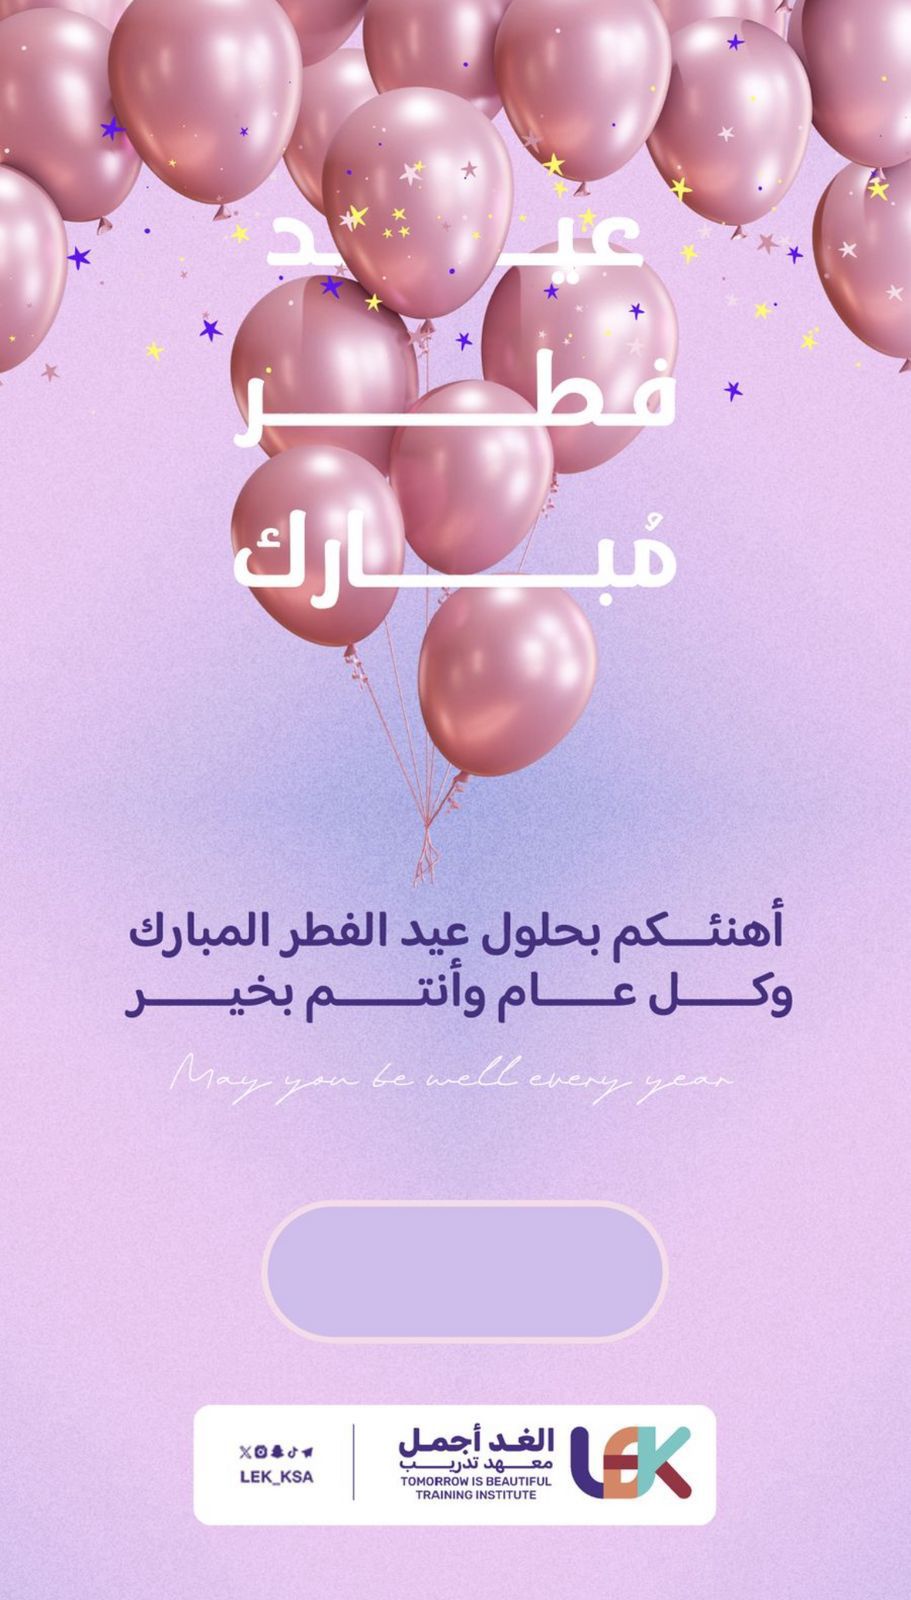 عيد
فطر
مُبارك
أهنئكم بحلول عيد الفطر المبارك
وكل عام وأنتم بخير
May you be well every year
الغد أجمل
معهد تدريب
TOMORROW IS BEAUTIFUL
TRAINING INSTITUTE
LEK
LEK_KSA